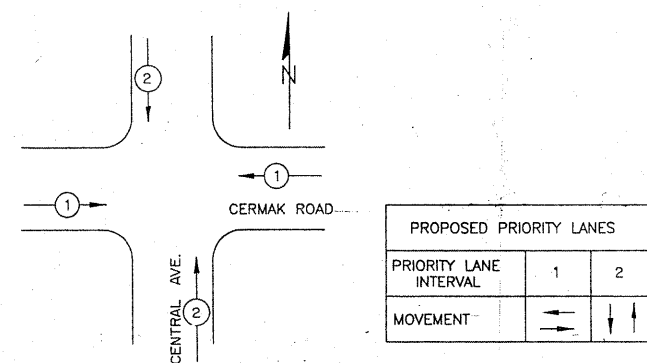 2
N
1
1
CERMAK ROAD
CENTRAL AVE.
2
PROPOSED PRIORITY LANES
PRIORITY LANE INTERVAL 1 2
MOVEMENT